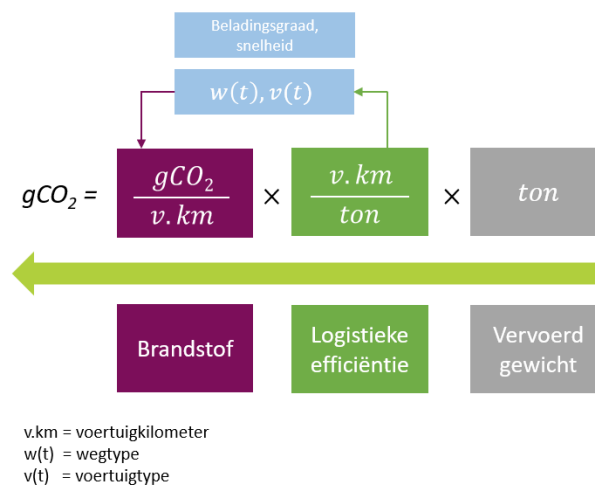 Beladingsgraad,
snelheid
w(t), v(t)
gCO₂ = gCO₂ / v.km × v.km / ton × ton
Brandstof
Logistieke
efficiëntie
Vervoerd
gewicht
v.km = voertuigkilometer
w(t) = wegtype
v(t) = voertuigtype